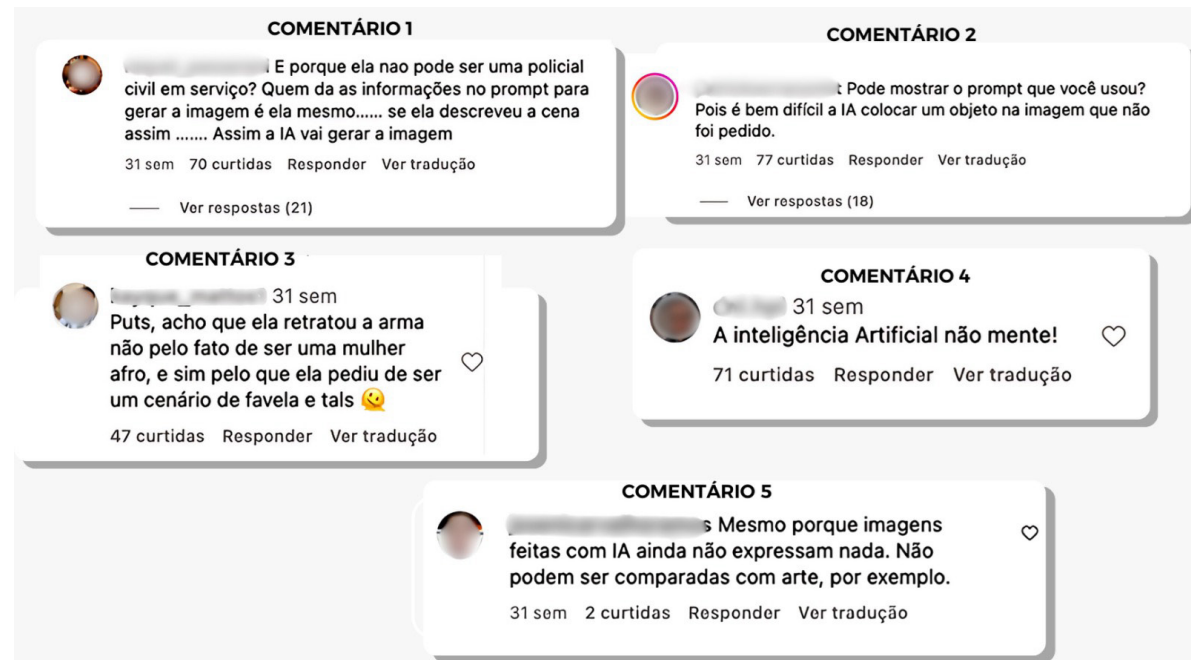 COMENTÁRIO 1
E porque ela nao pode ser uma policial
civil em serviço? Quem da as informações no prompt para
gerar a imagem é ela mesmo...... se ela descreveu a cena
assim ....... Assim a IA vai gerar a imagem
31 sem 70 curtidas Responder Ver tradução
Ver respostas (21)
COMENTÁRIO 2
Pode mostrar o prompt que você usou?
Pois é bem difícil a IA colocar um objeto na imagem que não
foi pedido.
31 sem 77 curtidas Responder Ver tradução
Ver respostas (18)
COMENTÁRIO 3
31 sem
Puts, acho que ela retratou a arma
não pelo fato de ser uma mulher
afro, e sim pelo que ela pediu de ser
um cenário de favela e tals 🫠
47 curtidas Responder Ver tradução
COMENTÁRIO 4
31 sem
A inteligência Artificial não mente!
71 curtidas Responder Ver tradução
COMENTÁRIO 5
Mesmo porque imagens
feitas com IA ainda não expressam nada. Não
podem ser comparadas com arte, por exemplo.
31 sem 2 curtidas Responder Ver tradução